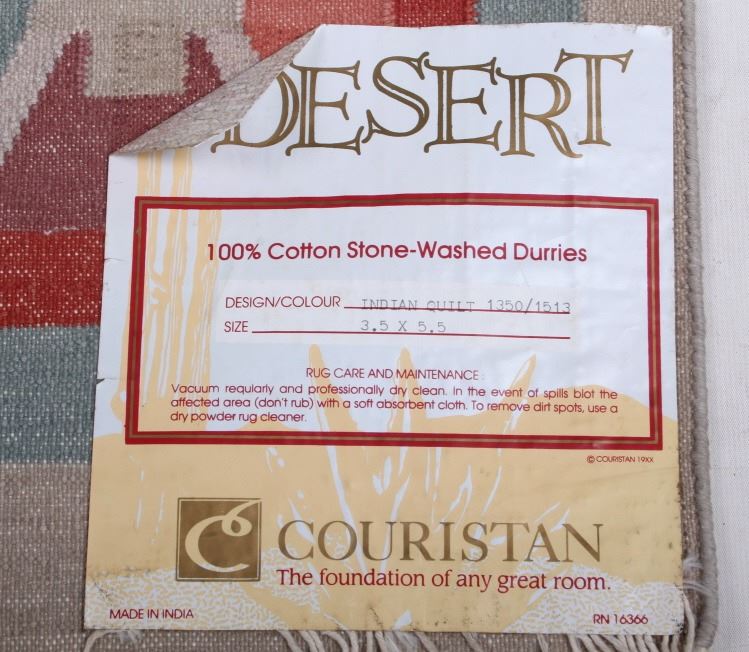 DESERT
100% Cotton Stone-Washed Durries
DESIGN/COLOUR INDIAN QUILT 1350/1513
SIZE 3.5 X 5.5
RUG CARE AND MAINTENANCE:
Vacuum regularly and professionally dry clean. In the event of spills blot the
affected area (don't rub) with a soft absorbent cloth. To remove dirt spots, use a
dry powder rug cleaner.
© COURISTAN 19XX
C COURISTAN
The foundation of any great room.
MADE IN INDIA
RN 16366